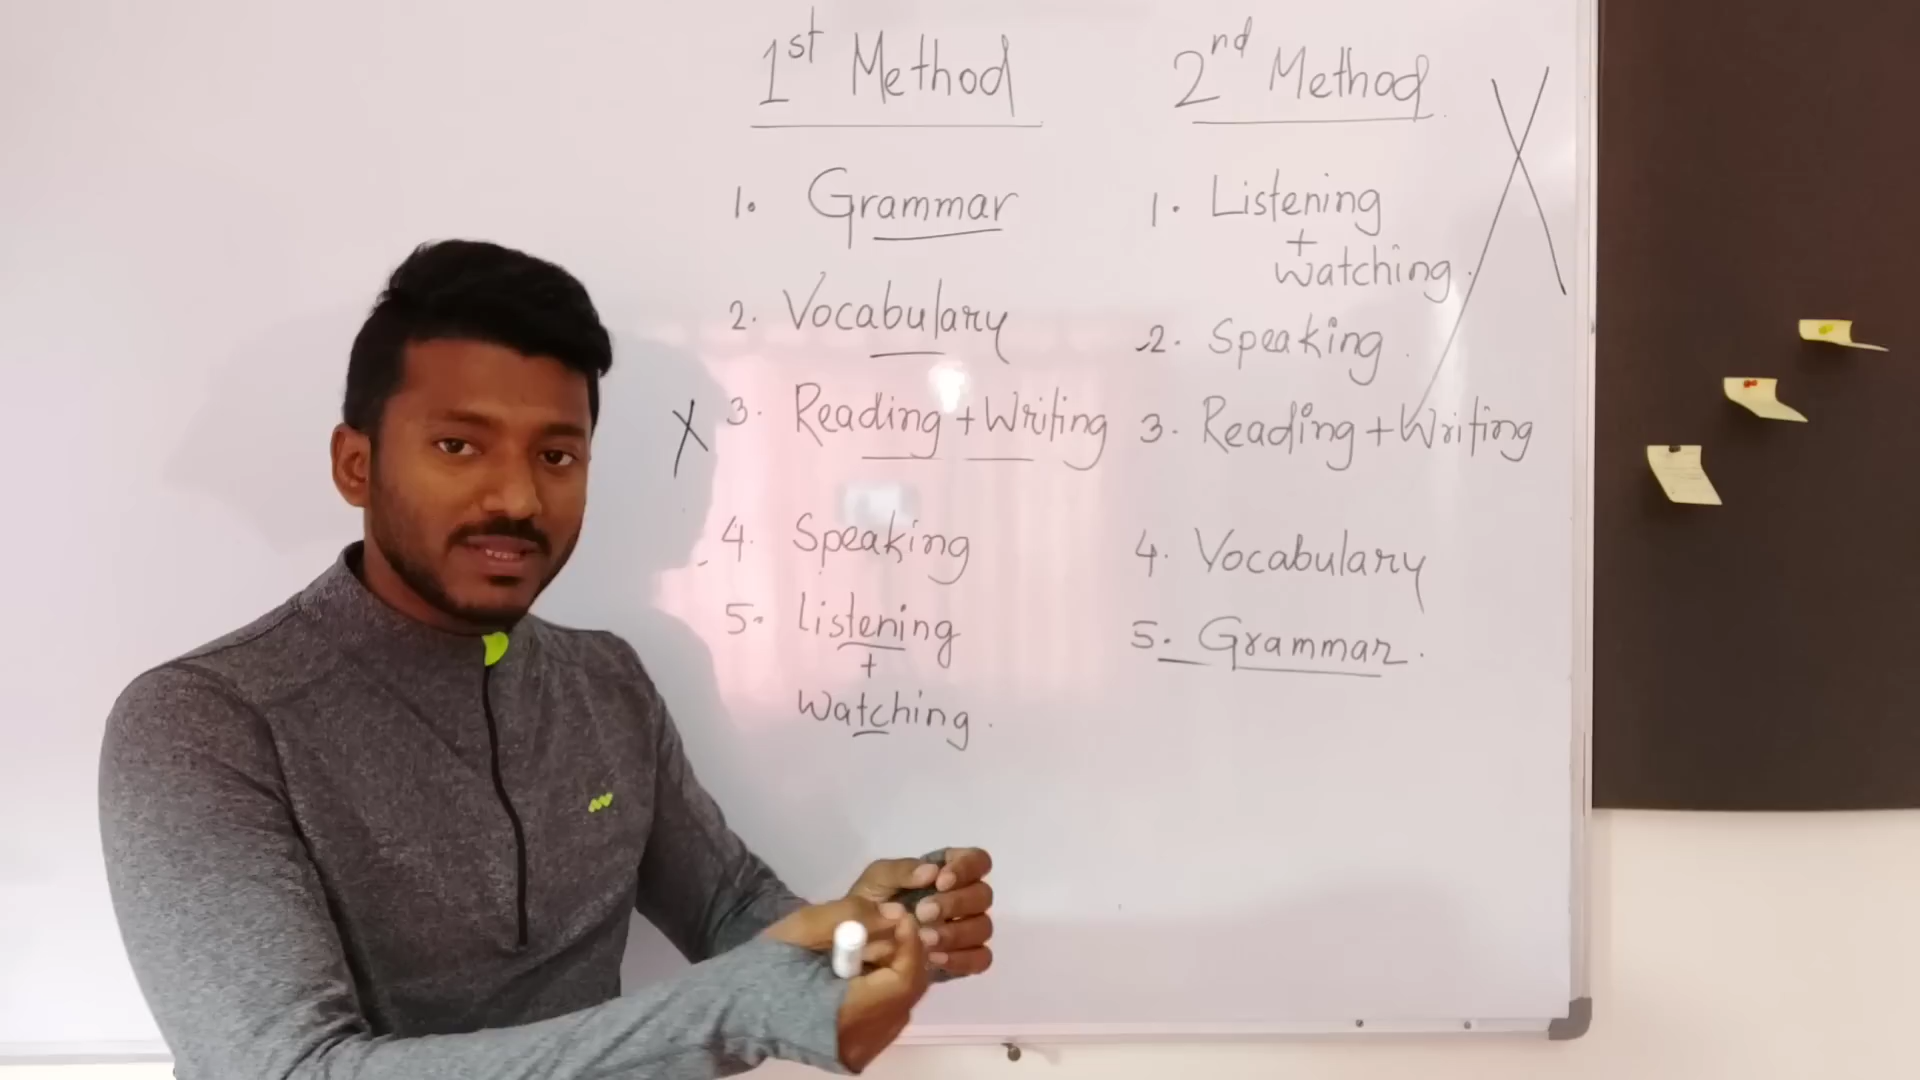 1st Method
1. Grammar
2. Vocabulary
X 3. Reading + Writing
4. Speaking
5. Listening
+
Watching.
2nd Method
1. Listening
+
Watching.
2. Speaking.
3. Reading + Writing
4. Vocabulary
5. Grammar.
X